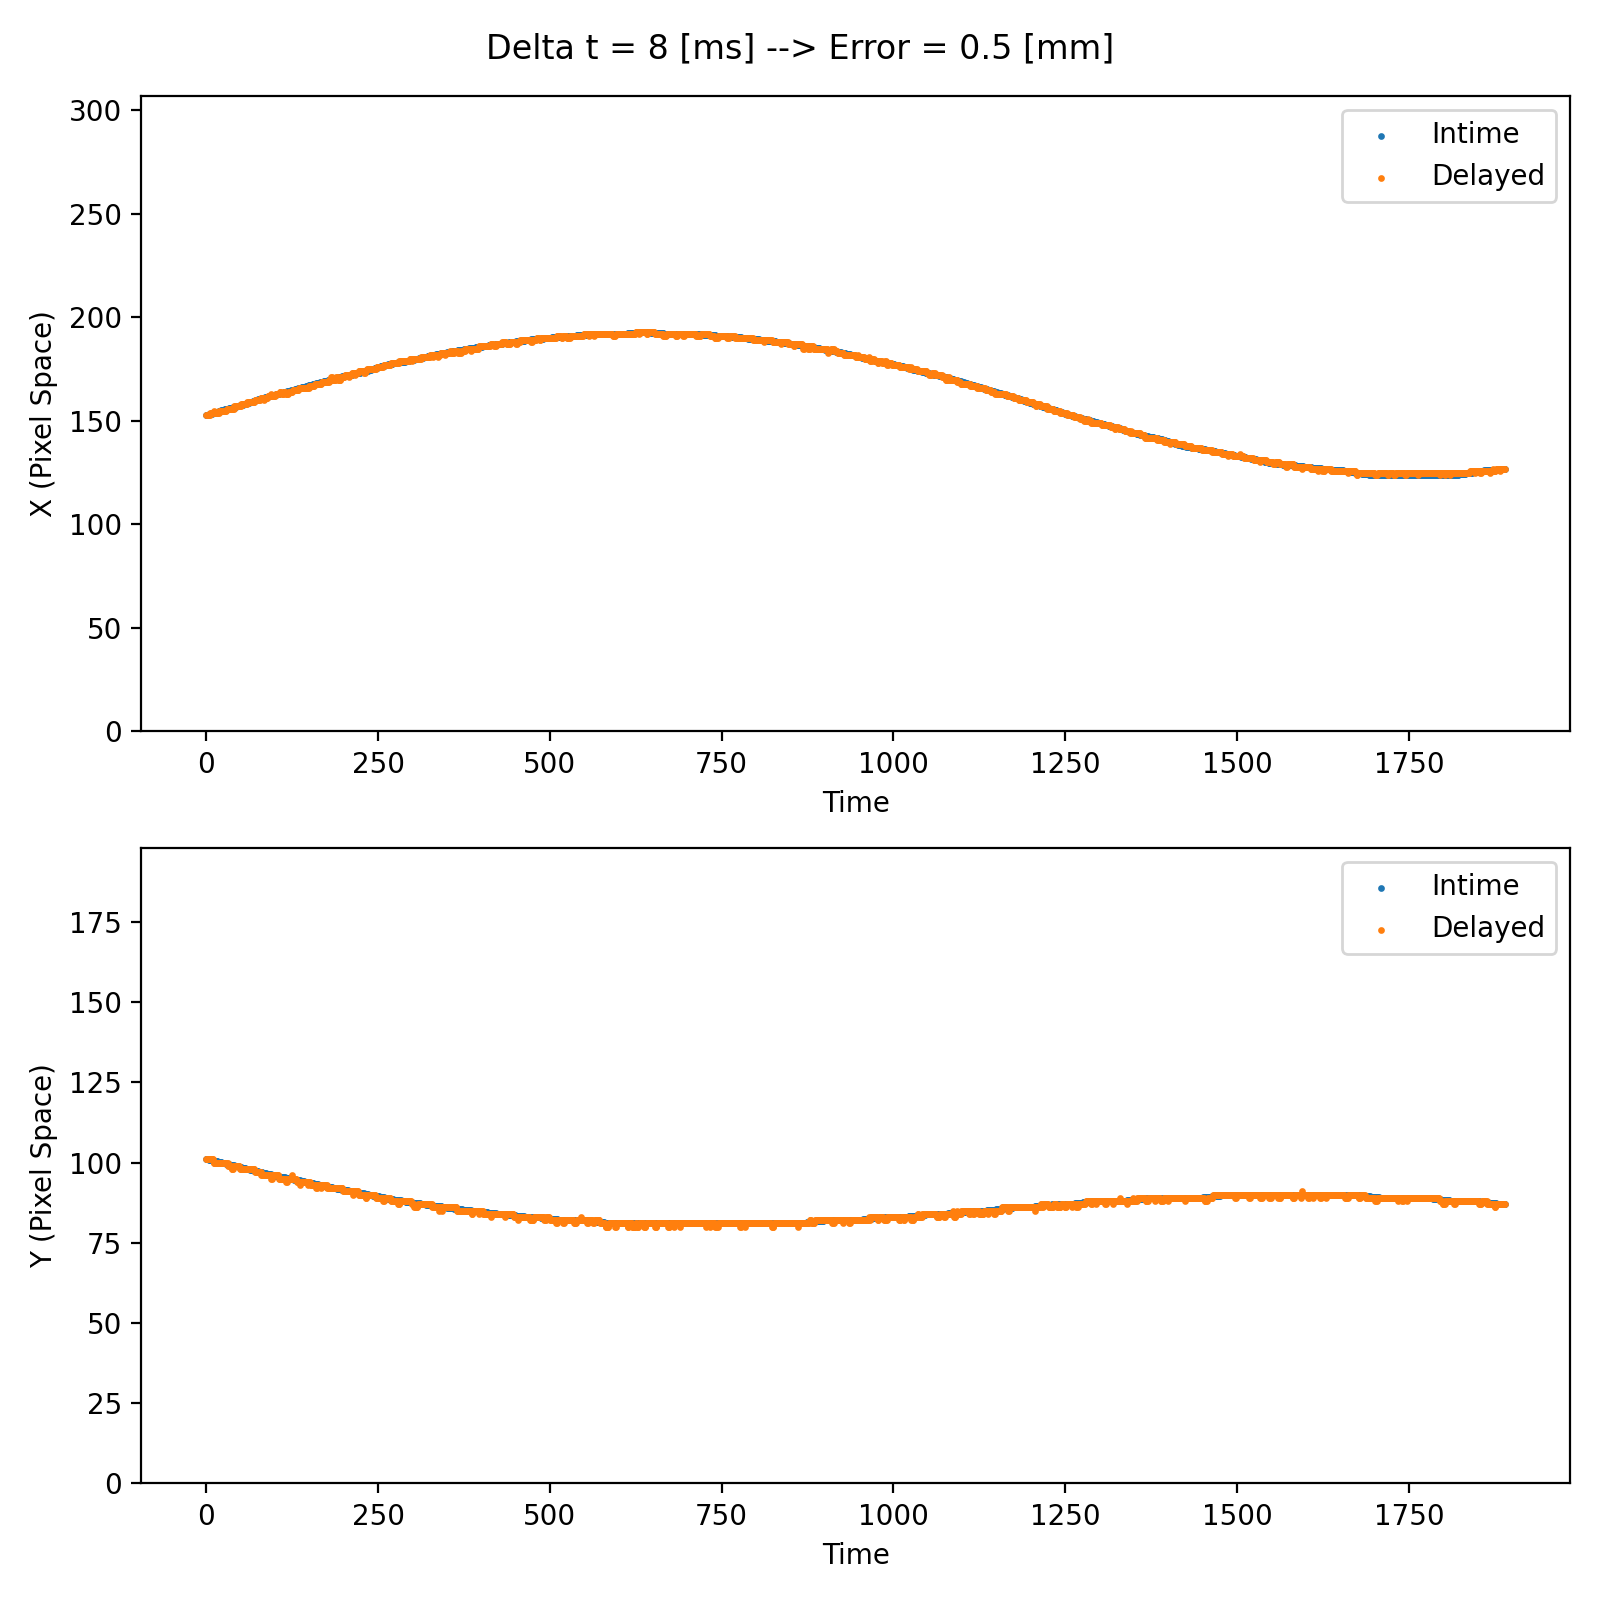 Delta t = 8 [ms] --> Error = 0.5 [mm]
300
250
200
150
100
50
0
X (Pixel Space)
Intime
Delayed
0 250 500 750 1000 1250 1500 1750
Time
175
150
125
100
75
50
25
0
Y (Pixel Space)
Intime
Delayed
0 250 500 750 1000 1250 1500 1750
Time